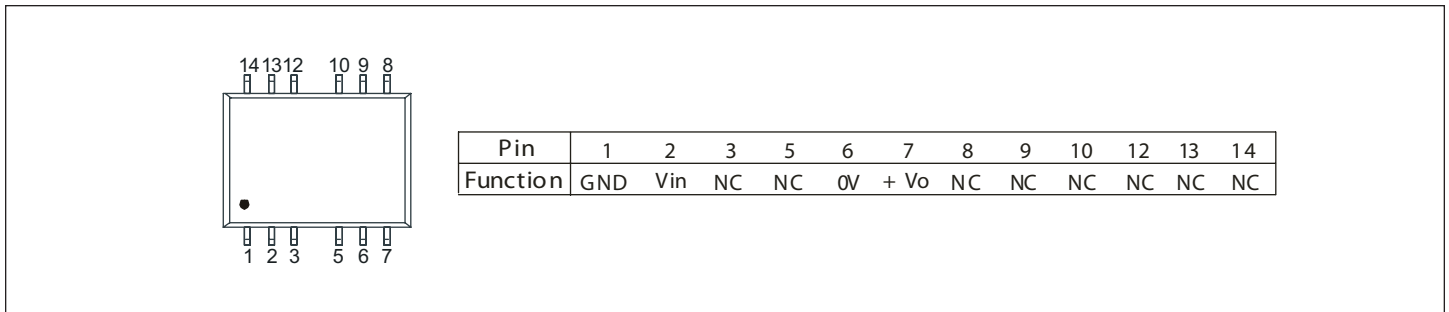 14 13 12 10 9 8
1 2 3 5 6 7
Pin 1 2 3 5 6 7 8 9 10 12 13 14
Function GND Vin NC NC 0V + Vo NC NC NC NC NC NC